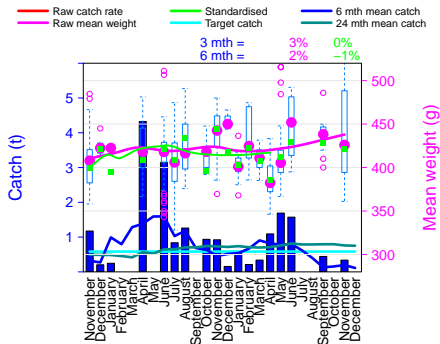 Raw catch rate
Raw mean weight
Standardised
Target catch
6 mth mean catch
24 mth mean catch
3 mth = 3% 0%
6 mth = 2% −1%
Catch (t)
6
5
4
3
2
1
500
450
400
350
300
Mean weight (g)
November
December
January
February
March
April
May
June
July
August
September
October
November
December
January
February
March
April
May
June
September
October
November
December